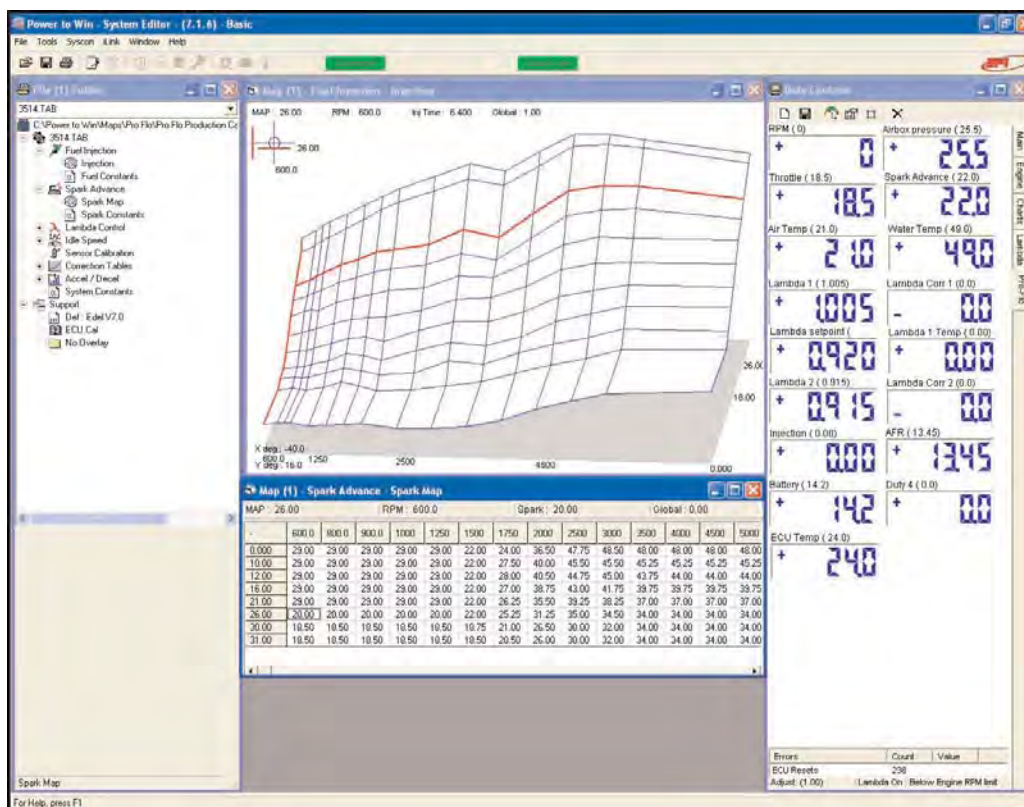 Power to Win - System Editor - (7.1.6) - Basic
File Tools Syscon iLink Window Help
3514.TAB
C:\Power to Win\Maps\Pro Flo\Pro Flo Production Ca
3514.TAB
Fuel Injection
Injection
Fuel Constants
Spark Advance
Spark Map
Spark Constants
Lambda Control
Idle Speed
Sensor Calibration
Correction Tables
Accel / Decel
System Constants
Support
Def : Edel V7.0
ECU Cal
No Overlay
Spark Map
MAP : 26.00 RPM : 600.0 Inj Time : 6.400 Global : 1.00
26.00
600.0
26.00
18.00
X deg : -40.0
Y deg : 16.0
600.0 1250 2500 4500 0.000
Map (1) - Spark Advance - Spark Map
MAP : 26.00 RPM : 600.0 Spark : 20.00 Global : 0.00
- 600.0 800.0 900.0 1000 1250 1500 1750 2000 2500 3000 3500 4000 4500 5000
0.000 29.00 29.00 29.00 29.00 29.00 22.00 24.00 36.50 47.75 48.50 48.00 48.00 48.00 48.00
10.00 29.00 29.00 29.00 29.00 29.00 22.00 27.50 40.00 45.50 45.50 45.25 45.25 45.25 45.25
12.00 29.00 29.00 29.00 29.00 29.00 22.00 28.00 40.50 44.75 45.00 43.75 44.00 44.00 44.00
16.00 29.00 29.00 29.00 29.00 29.00 22.00 27.00 38.75 43.00 41.75 39.75 39.75 39.75 39.75
21.00 29.00 29.00 29.00 29.00 29.00 22.00 26.25 35.50 39.25 38.25 37.00 37.00 37.00 37.00
26.00 20.00 20.00 20.00 20.00 20.00 22.00 25.25 31.25 35.00 34.50 34.00 34.00 34.00 34.00
30.00 18.50 18.50 18.50 18.50 18.50 18.75 21.00 26.50 30.00 32.00 34.00 34.00 34.00 34.00
31.00 18.50 18.50 18.50 18.50 18.50 18.50 20.50 26.00 30.00 32.00 34.00 34.00 34.00 34.00
RPM ( 0) Airbox pressure ( 25.5)
+ 0 + 25.5
Throttle ( 18.5) Spark Advance ( 22.0)
+ 18.5 + 22.0
Air Temp ( 21.0) Water Temp ( 49.0)
+ 21.0 + 49.0
Lambda 1 ( 1.005) Lambda Corr 1 (0.0)
1.005 - 0.0
Lambda setpoint ( Lambda 1 Temp ( 0.00)
+ 0.920 + 0.00
Lambda 2 ( 0.915) Lambda Corr 2 (0.0)
+ 0.915 - 0.0
Injection ( 0.00) AFR ( 13.45)
+ 0.00 + 13.45
Battery ( 14.2) Duty 4 ( 0.0)
+ 14.2 + 0.0
ECU Temp ( 24.0)
+ 24.0
Main
Engine
Charts
Lambda
Errors Count Value
ECU Resets 238
Adjust (1.00) Lambda On : Below Engine RPM limit
For Help, press F1